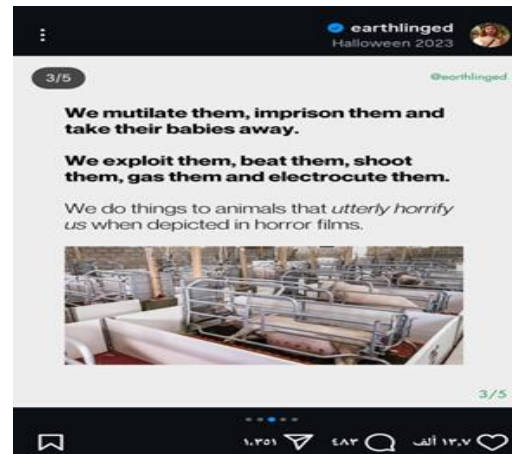 earthlinged
Halloween 2023
3/5
@earthlinged
We mutilate them, imprison them and
take their babies away.
We exploit them, beat them, shoot
them, gas them and electrocute them.
We do things to animals that utterly horrify
us when depicted in horror films.
3/5
١٣,٧ ألف
٤٨٣
١,٣٥١